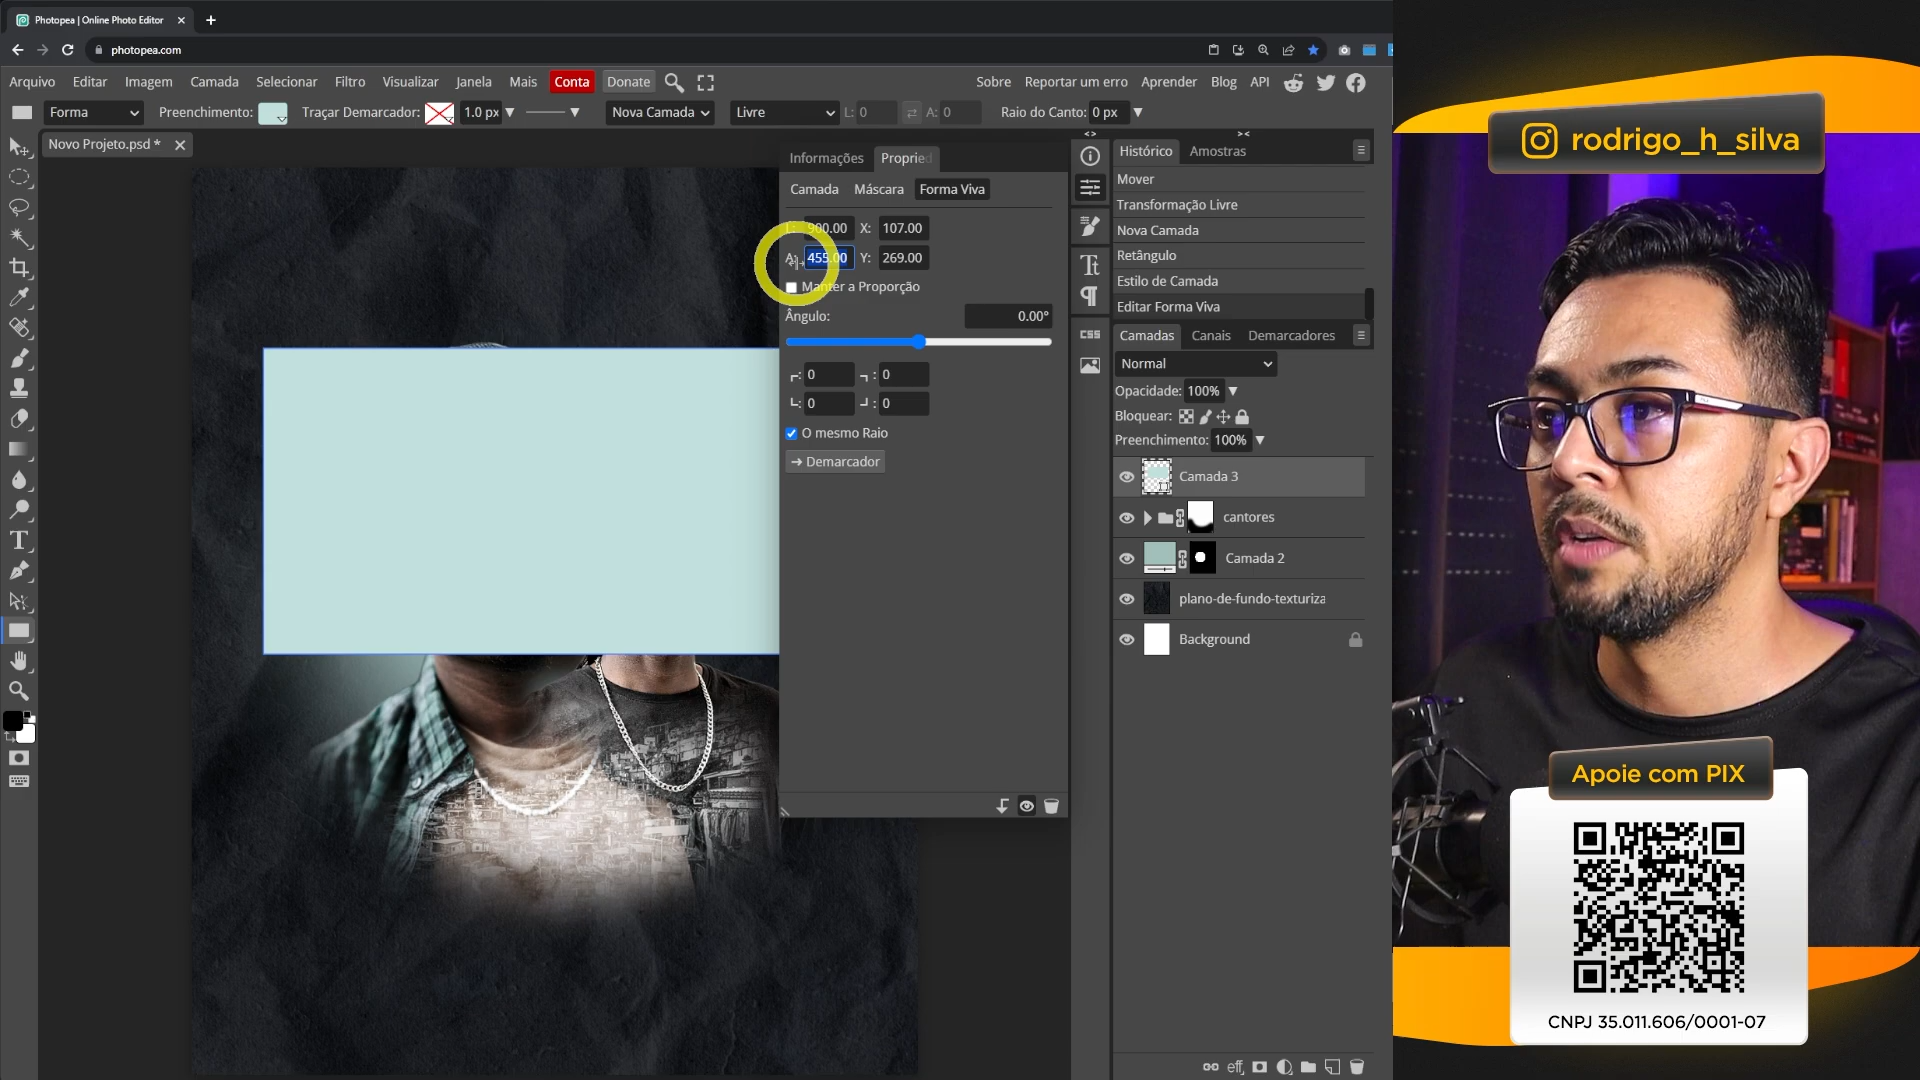 Photopea | Online Photo Editor
photopea.com
Arquivo Editar Imagem Camada Selecionar Filtro Visualizar Janela Mais Conta Donate Sobre Reportar um erro Aprender Blog API
Forma Preenchimento: Traçar Demarcador: 1.0 px Nova Camada Livre L: 0 A: 0 Raio do Canto: 0 px
Novo Projeto.psd *
Informações Propried
Camada Máscara Forma Viva
L: 900.00 X: 107.00
A: 455.00 Y: 269.00
Manter a Proporção
Ângulo: 0.00°
0 : 0
0 : 0
O mesmo Raio
Demarcador
CSS
Histórico Amostras
Mover
Transformação Livre
Nova Camada
Retângulo
Estilo de Camada
Editar Forma Viva
Camadas Canais Demarcadores
Normal
Opacidade: 100%
Bloquear:
Preenchimento: 100%
Camada 3
cantores
Camada 2
plano-de-fundo-texturiza
Background
eff
rodrigo_h_silva
Apoie com PIX
CNPJ 35.011.606/0001-07